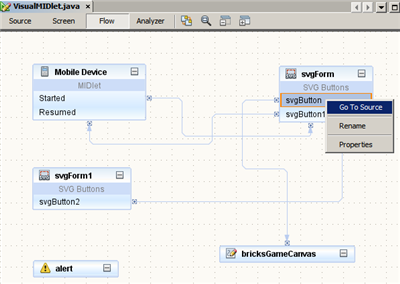 VisualMIDlet.java
Source Screen Flow Analyzer
Mobile Device
MIDlet
Started
Resumed
svgForm
SVG Buttons
svgButton
svgButton1
Go To Source
Rename
Properties
svgForm1
SVG Buttons
svgButton2
bricksGameCanvas
alert